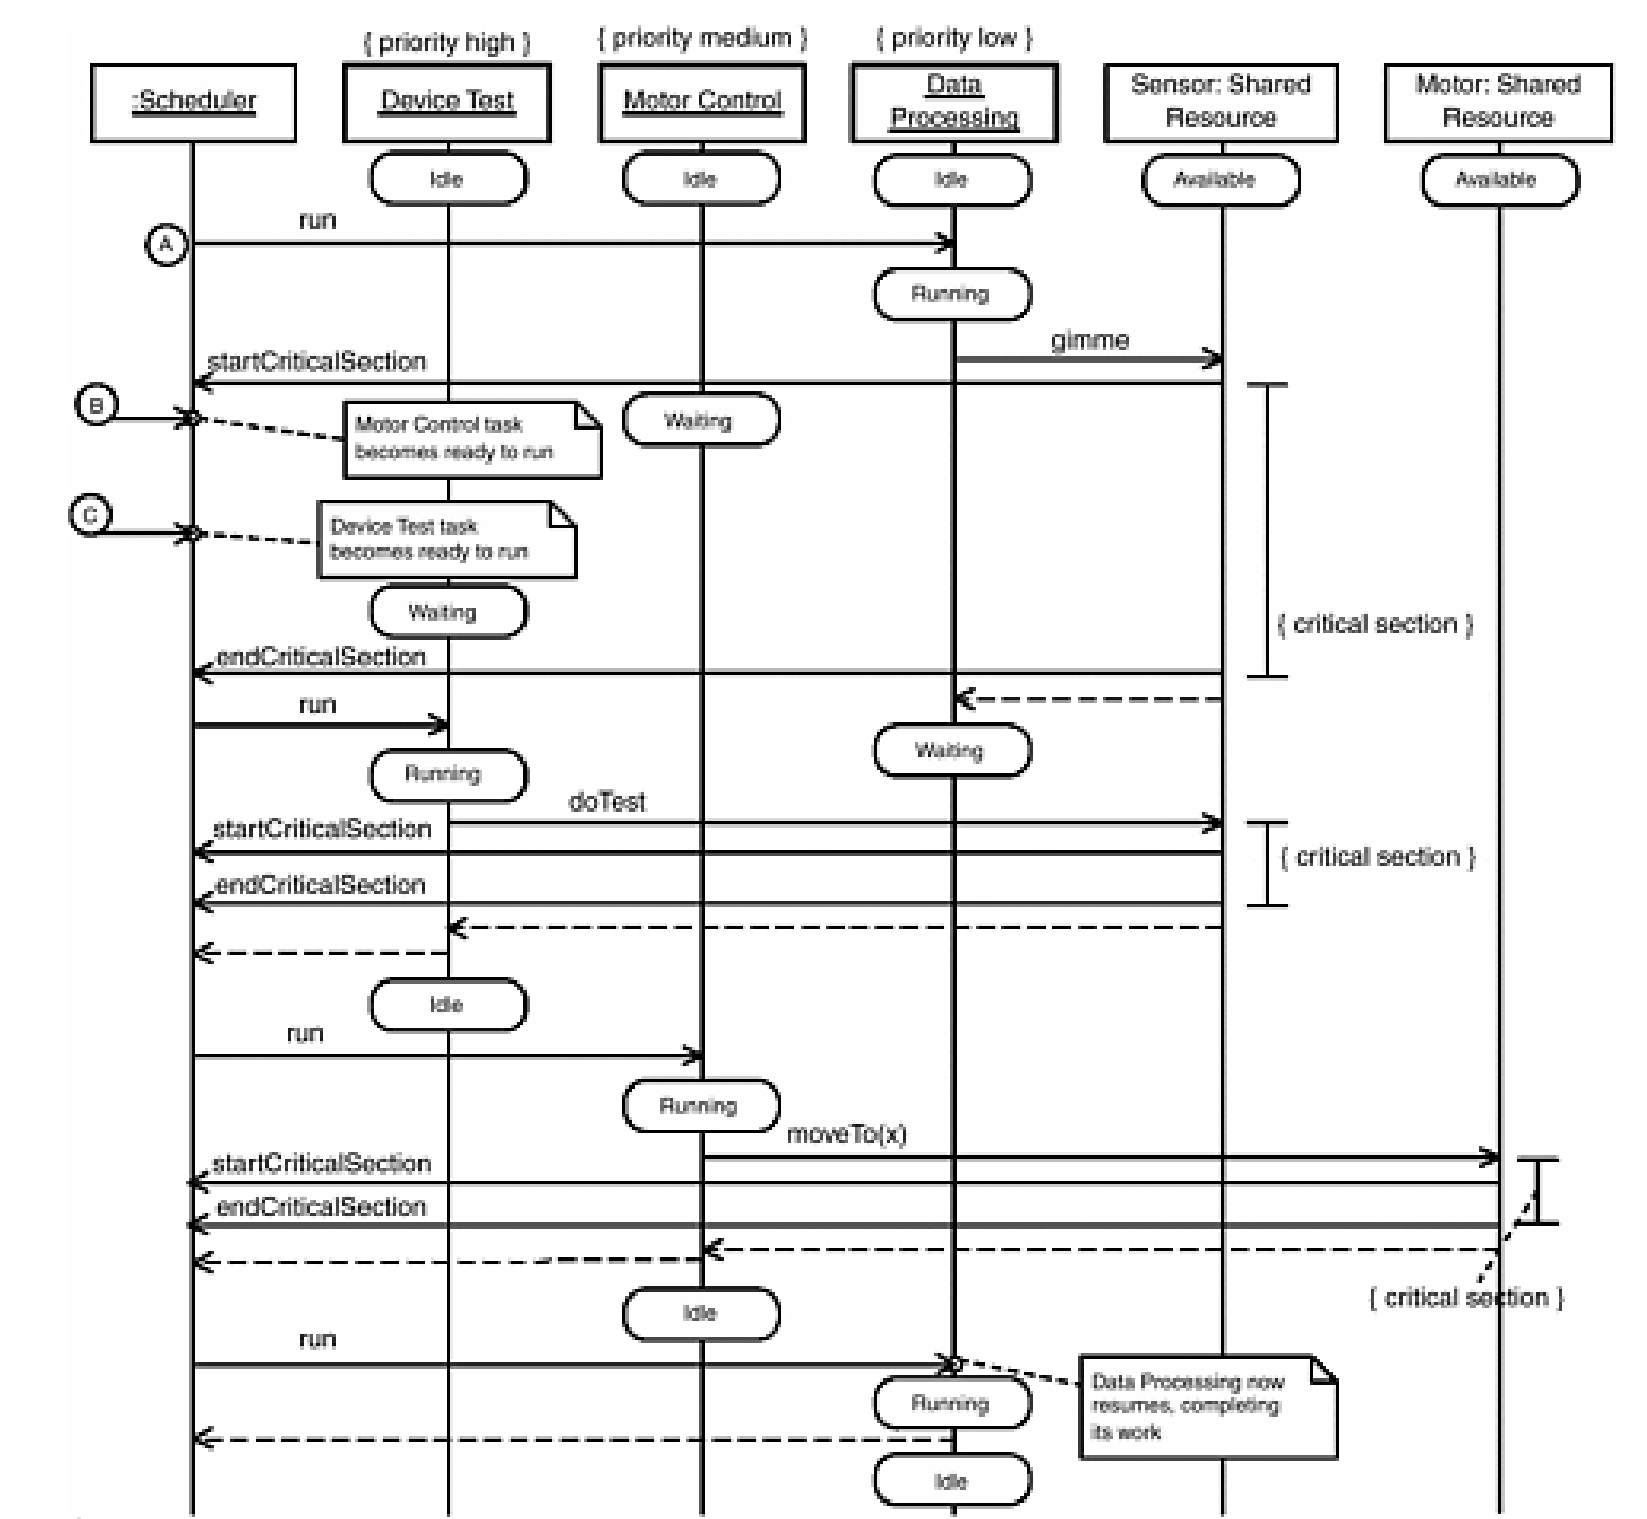 { priority high }
{ priority medium }
{ priority low }
:Scheduler
Device Test
Motor Control
Data
Processing
Sensor: Shared
Resource
Motor: Shared
Resource
Idle
Idle
Idle
Available
Available
run
A
Running
gimme
startCriticalSection
B
Motor Control task
becomes ready to run
Waiting
C
Device Test task
becomes ready to run
Waiting
{ critical section }
endCriticalSection
run
Waiting
Running
doTest
startCriticalSection
{ critical section }
endCriticalSection
Idle
run
Running
moveTo(x)
startCriticalSection
endCriticalSection
{ critical section }
Idle
run
Data Processing now
resumes, completing
its work
Running
Idle